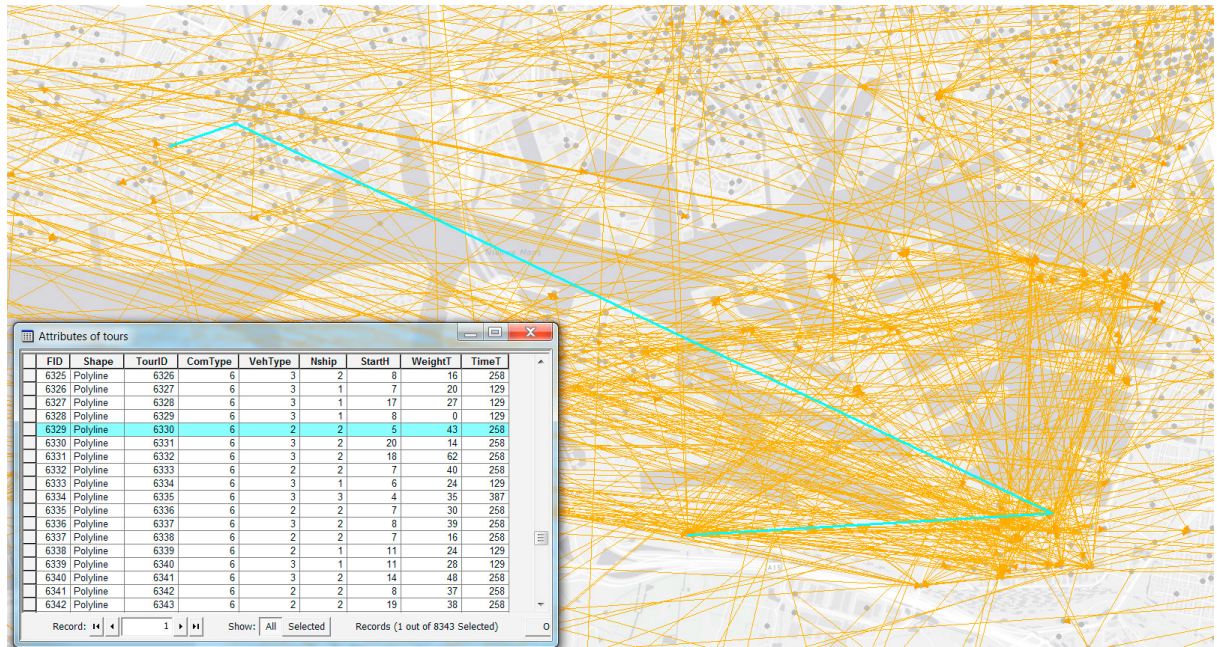 Attributes of tours
FID Shape TourID ComType VehType Nship StartH WeightT TimeT
6325 Polyline 6326 6 3 2 8 16 258
6326 Polyline 6327 6 3 1 7 20 129
6327 Polyline 6328 6 3 1 17 27 129
6328 Polyline 6329 6 3 1 8 0 129
6329 Polyline 6330 6 2 2 5 43 258
6330 Polyline 6331 6 3 2 20 14 258
6331 Polyline 6332 6 3 2 18 62 258
6332 Polyline 6333 6 2 2 7 40 258
6333 Polyline 6334 6 3 1 6 24 129
6334 Polyline 6335 6 3 3 4 35 387
6335 Polyline 6336 6 2 2 7 30 258
6336 Polyline 6337 6 3 2 8 39 258
6337 Polyline 6338 6 2 2 7 16 258
6338 Polyline 6339 6 2 1 11 24 129
6339 Polyline 6340 6 3 1 11 28 129
6340 Polyline 6341 6 3 2 14 48 258
6341 Polyline 6342 6 2 2 8 37 258
6342 Polyline 6343 6 2 2 19 38 258
Record: 1 Show: All Selected Records (1 out of 8343 Selected)